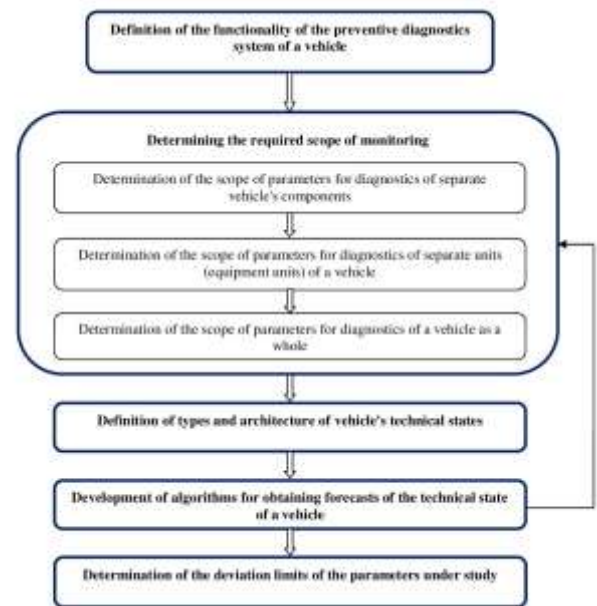 Definition of the functionality of the preventive diagnostics
system of a vehicle
Determining the required scope of monitoring
Determination of the scope of parameters for diagnostics of separate
vehicle's components
Determination of the scope of parameters for diagnostics of separate units
(equipment units) of a vehicle
Determination of the scope of parameters for diagnostics of a vehicle as a
whole
Definition of types and architecture of vehicle's technical states
Development of algorithms for obtaining forecasts of the technical state
of a vehicle
Determination of the deviation limits of the parameters under study